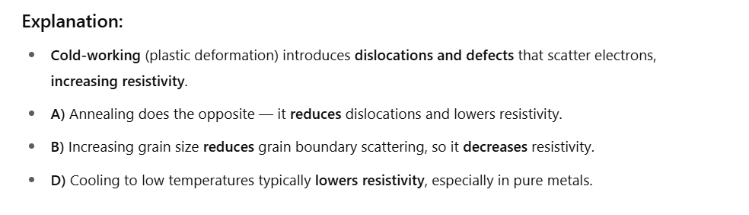 Explanation:
• Cold-working (plastic deformation) introduces dislocations and defects that scatter electrons,
increasing resistivity.
• A) Annealing does the opposite — it reduces dislocations and lowers resistivity.
• B) Increasing grain size reduces grain boundary scattering, so it decreases resistivity.
• D) Cooling to low temperatures typically lowers resistivity, especially in pure metals.